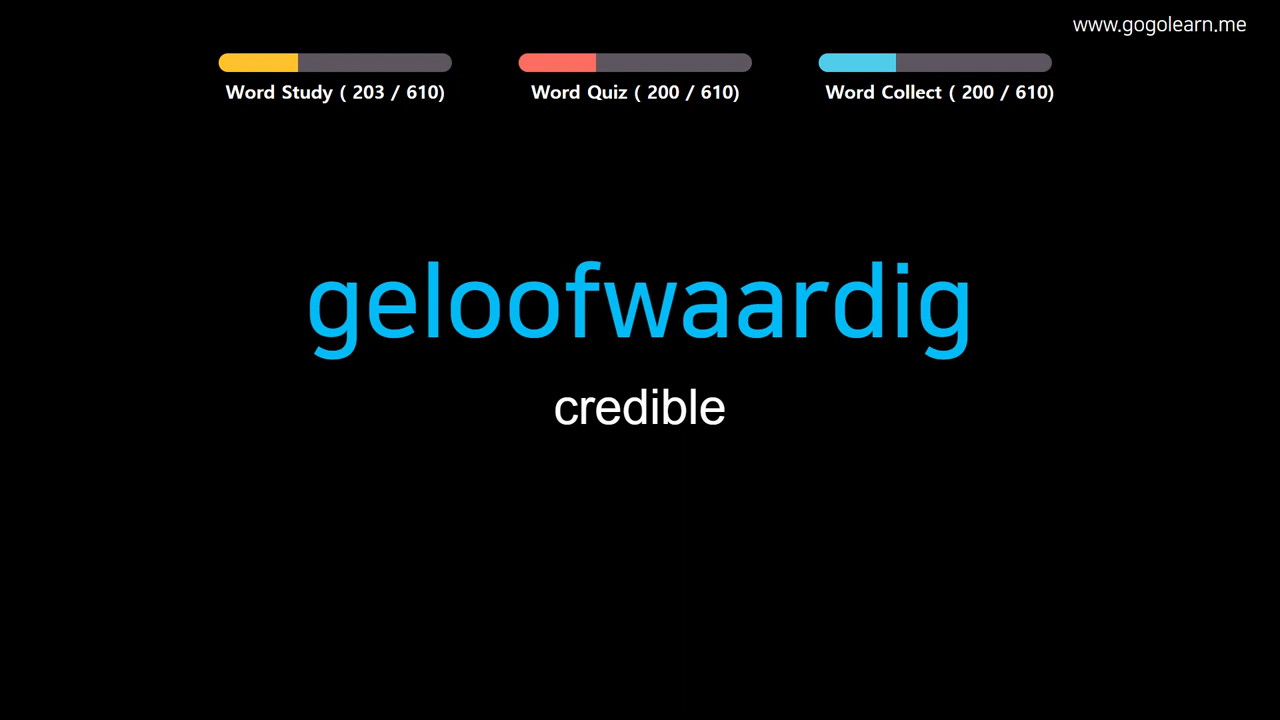 www.gogolearn.me
Word Study ( 203 / 610)
Word Quiz ( 200 / 610)
Word Collect ( 200 / 610)
geloofwaardig
credible